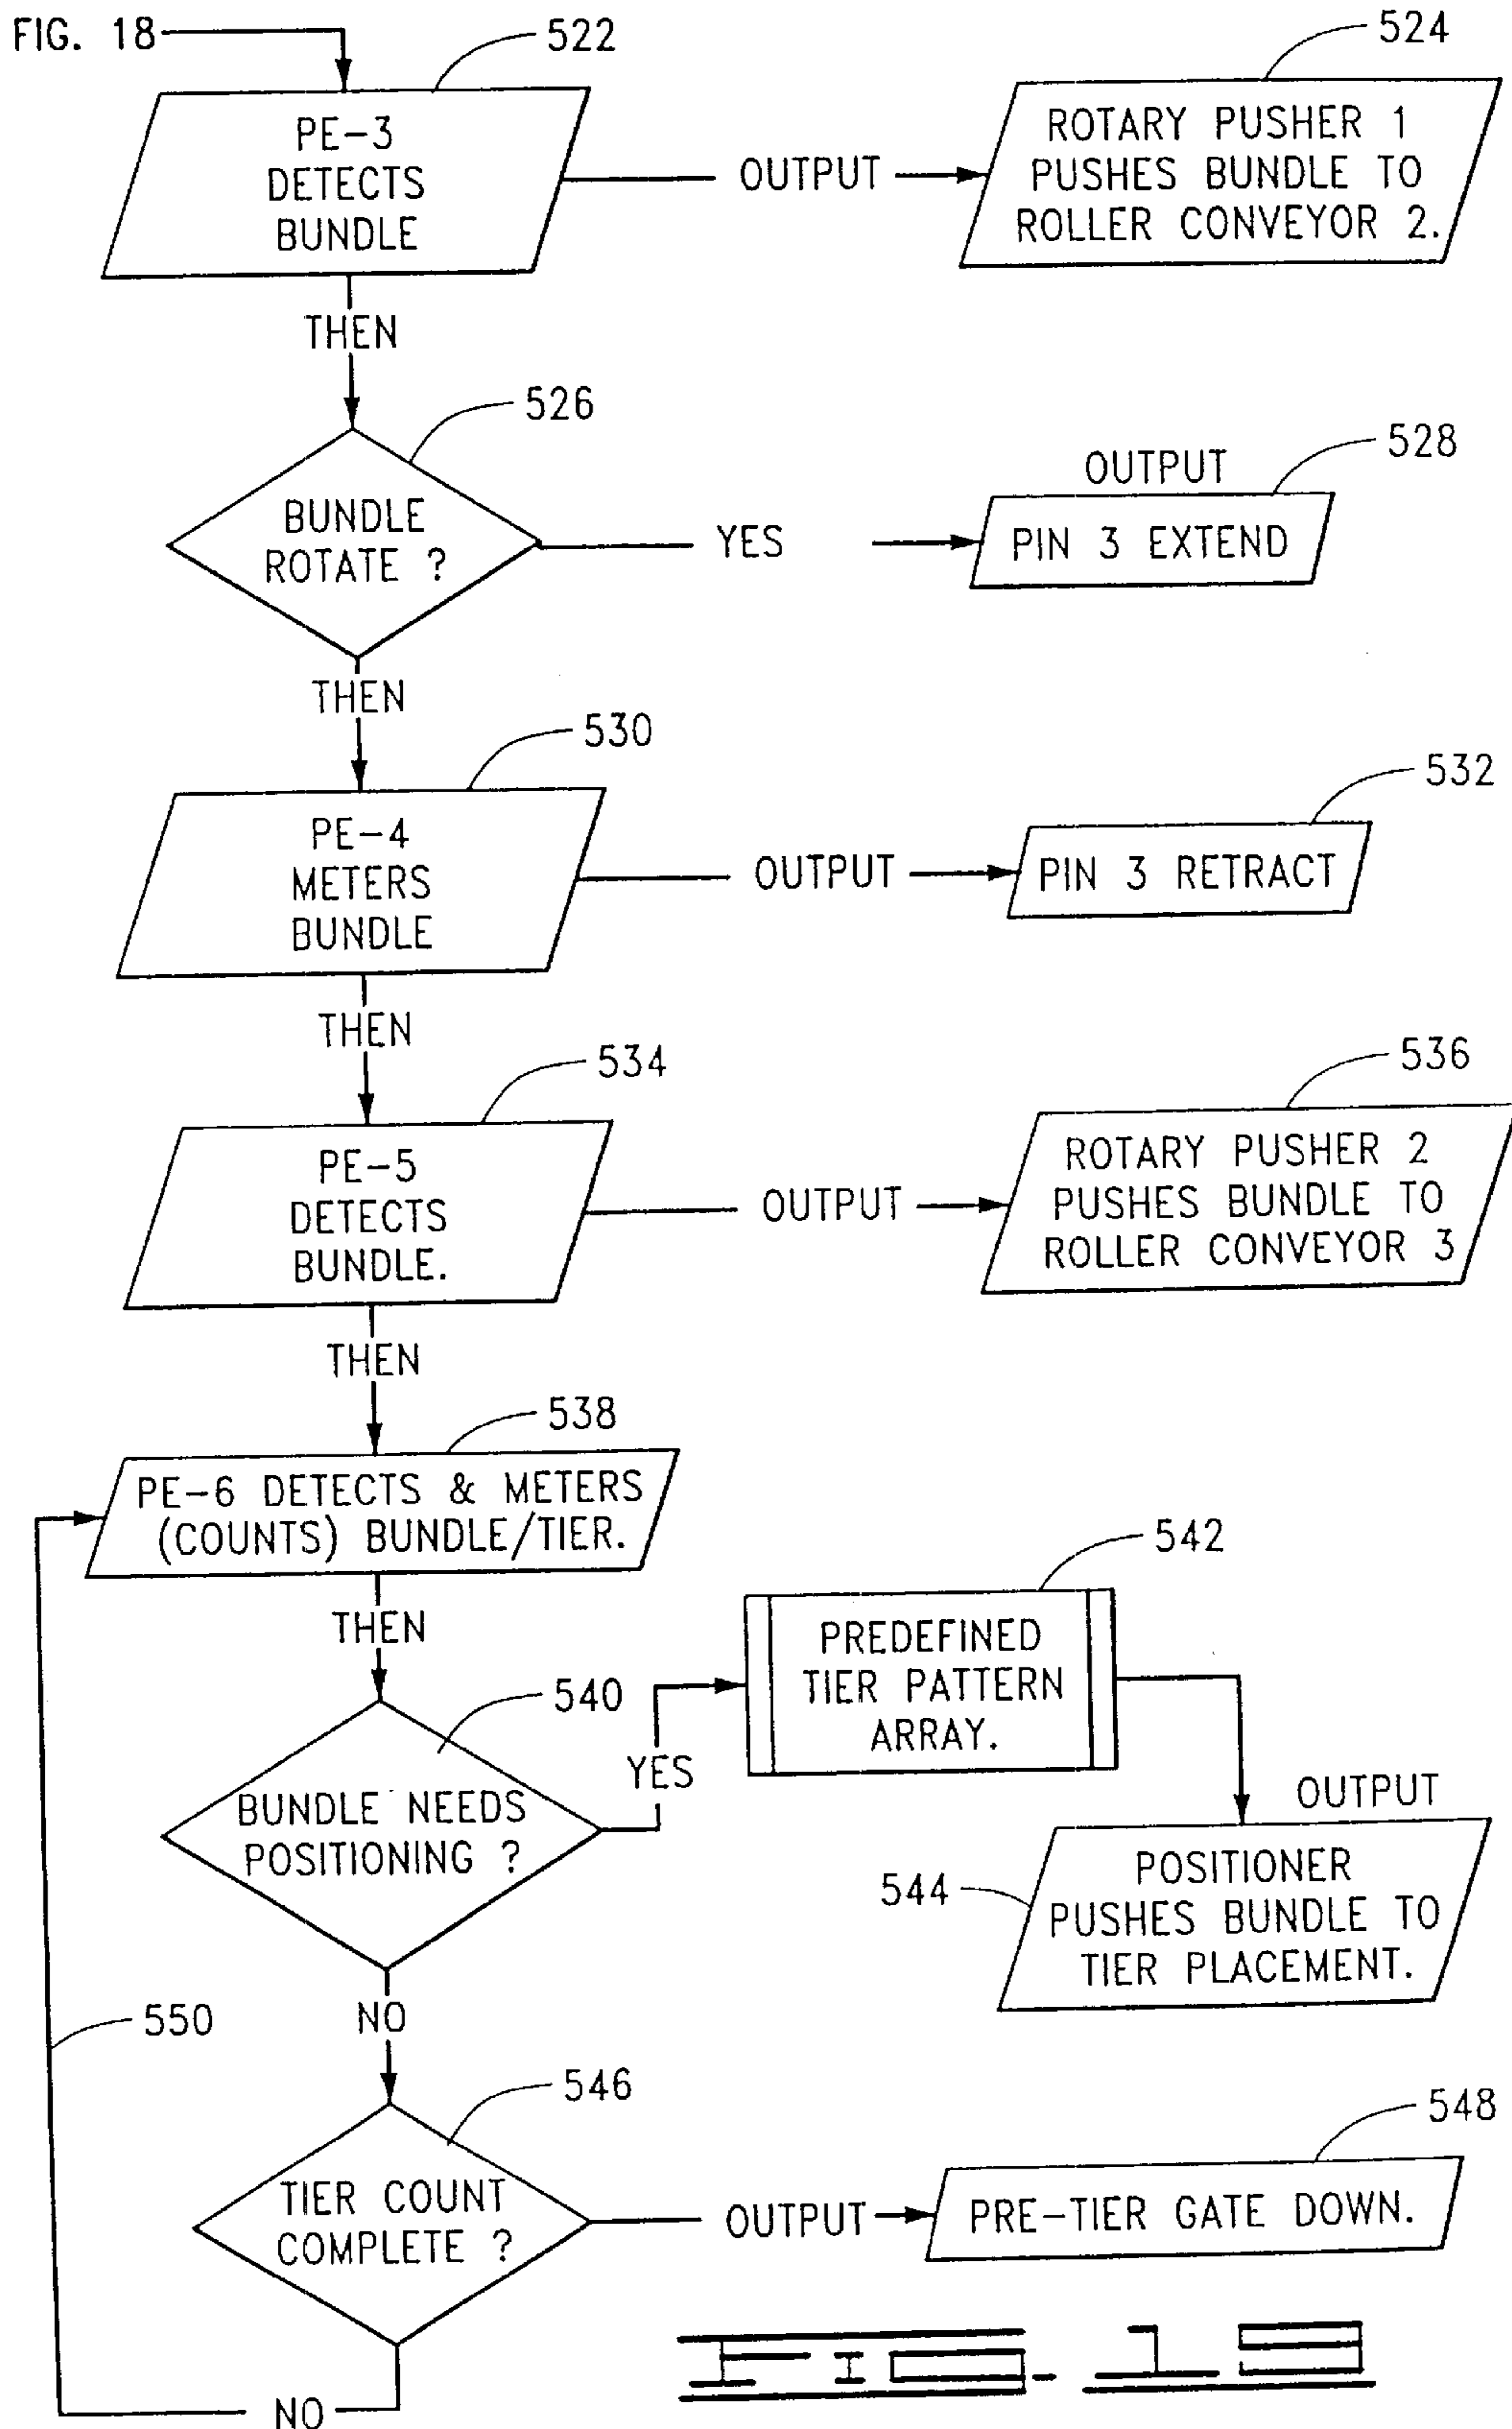 FIG. 18
522
PE-3
DETECTS
BUNDLE
OUTPUT
524
ROTARY PUSHER 1
PUSHES BUNDLE TO
ROLLER CONVEYOR 2.
THEN
526
BUNDLE
ROTATE ?
YES
OUTPUT
528
PIN 3 EXTEND
THEN
530
PE-4
METERS
BUNDLE
OUTPUT
532
PIN 3 RETRACT
THEN
534
PE-5
DETECTS
BUNDLE.
OUTPUT
536
ROTARY PUSHER 2
PUSHES BUNDLE TO
ROLLER CONVEYOR 3
THEN
538
PE-6 DETECTS & METERS
(COUNTS) BUNDLE/TIER.
THEN
540
BUNDLE NEEDS
POSITIONING ?
YES
542
PREDEFINED
TIER PATTERN
ARRAY.
OUTPUT
544
POSITIONER
PUSHES BUNDLE TO
TIER PLACEMENT.
NO
550
546
TIER COUNT
COMPLETE ?
OUTPUT
548
PRE-TIER GATE DOWN.
NO
FIG. 19